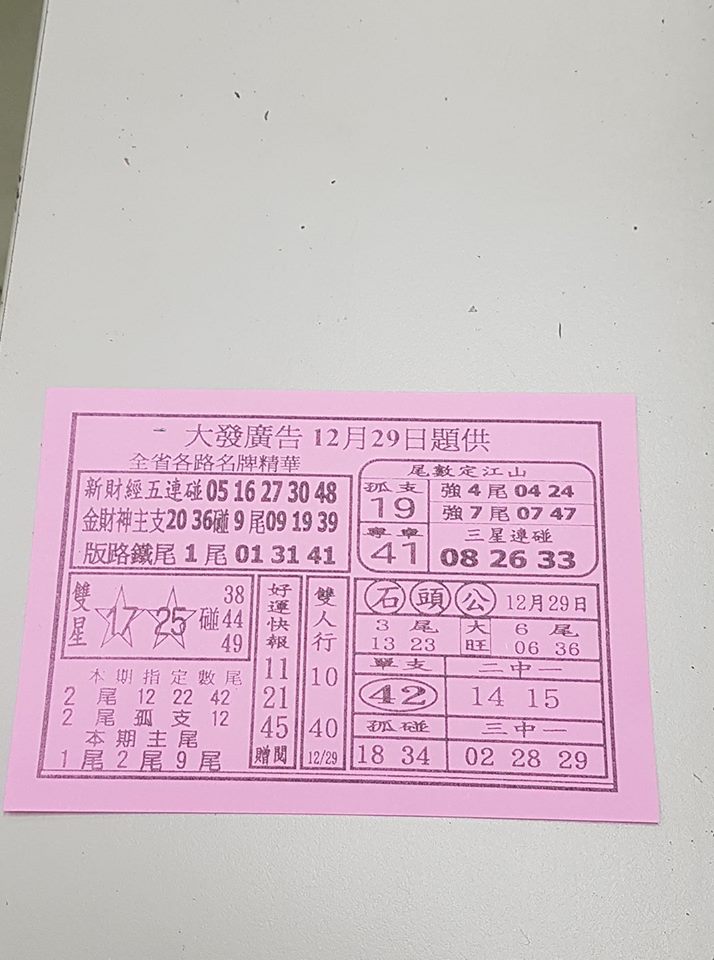 大發廣告 12月29日題供
全省各路名牌精華
新財經五連碰 05 16 27 30 48
金財神主支 20 36碰 9 尾09 19 39
版路鐵尾 1 尾 01 31 41
尾數定江山
孤支
19
專車
41
強 4 尾 04 24
強 7 尾 07 47
三星連碰
08 26 33
雙星
17 25 碰
38
44
49
本期指定數尾
2 尾 12 22 42
2 尾 孤 支 12
本期主尾
1 尾 2 尾 9 尾
好運快報
11
21
45
贈閱
雙人行
10
40
12/29
石頭公 12月29日
3 尾
13 23
大旺
6 尾
06 36
單支
42
二中一
14 15
孤碰
18 34
三中一
02 28 29